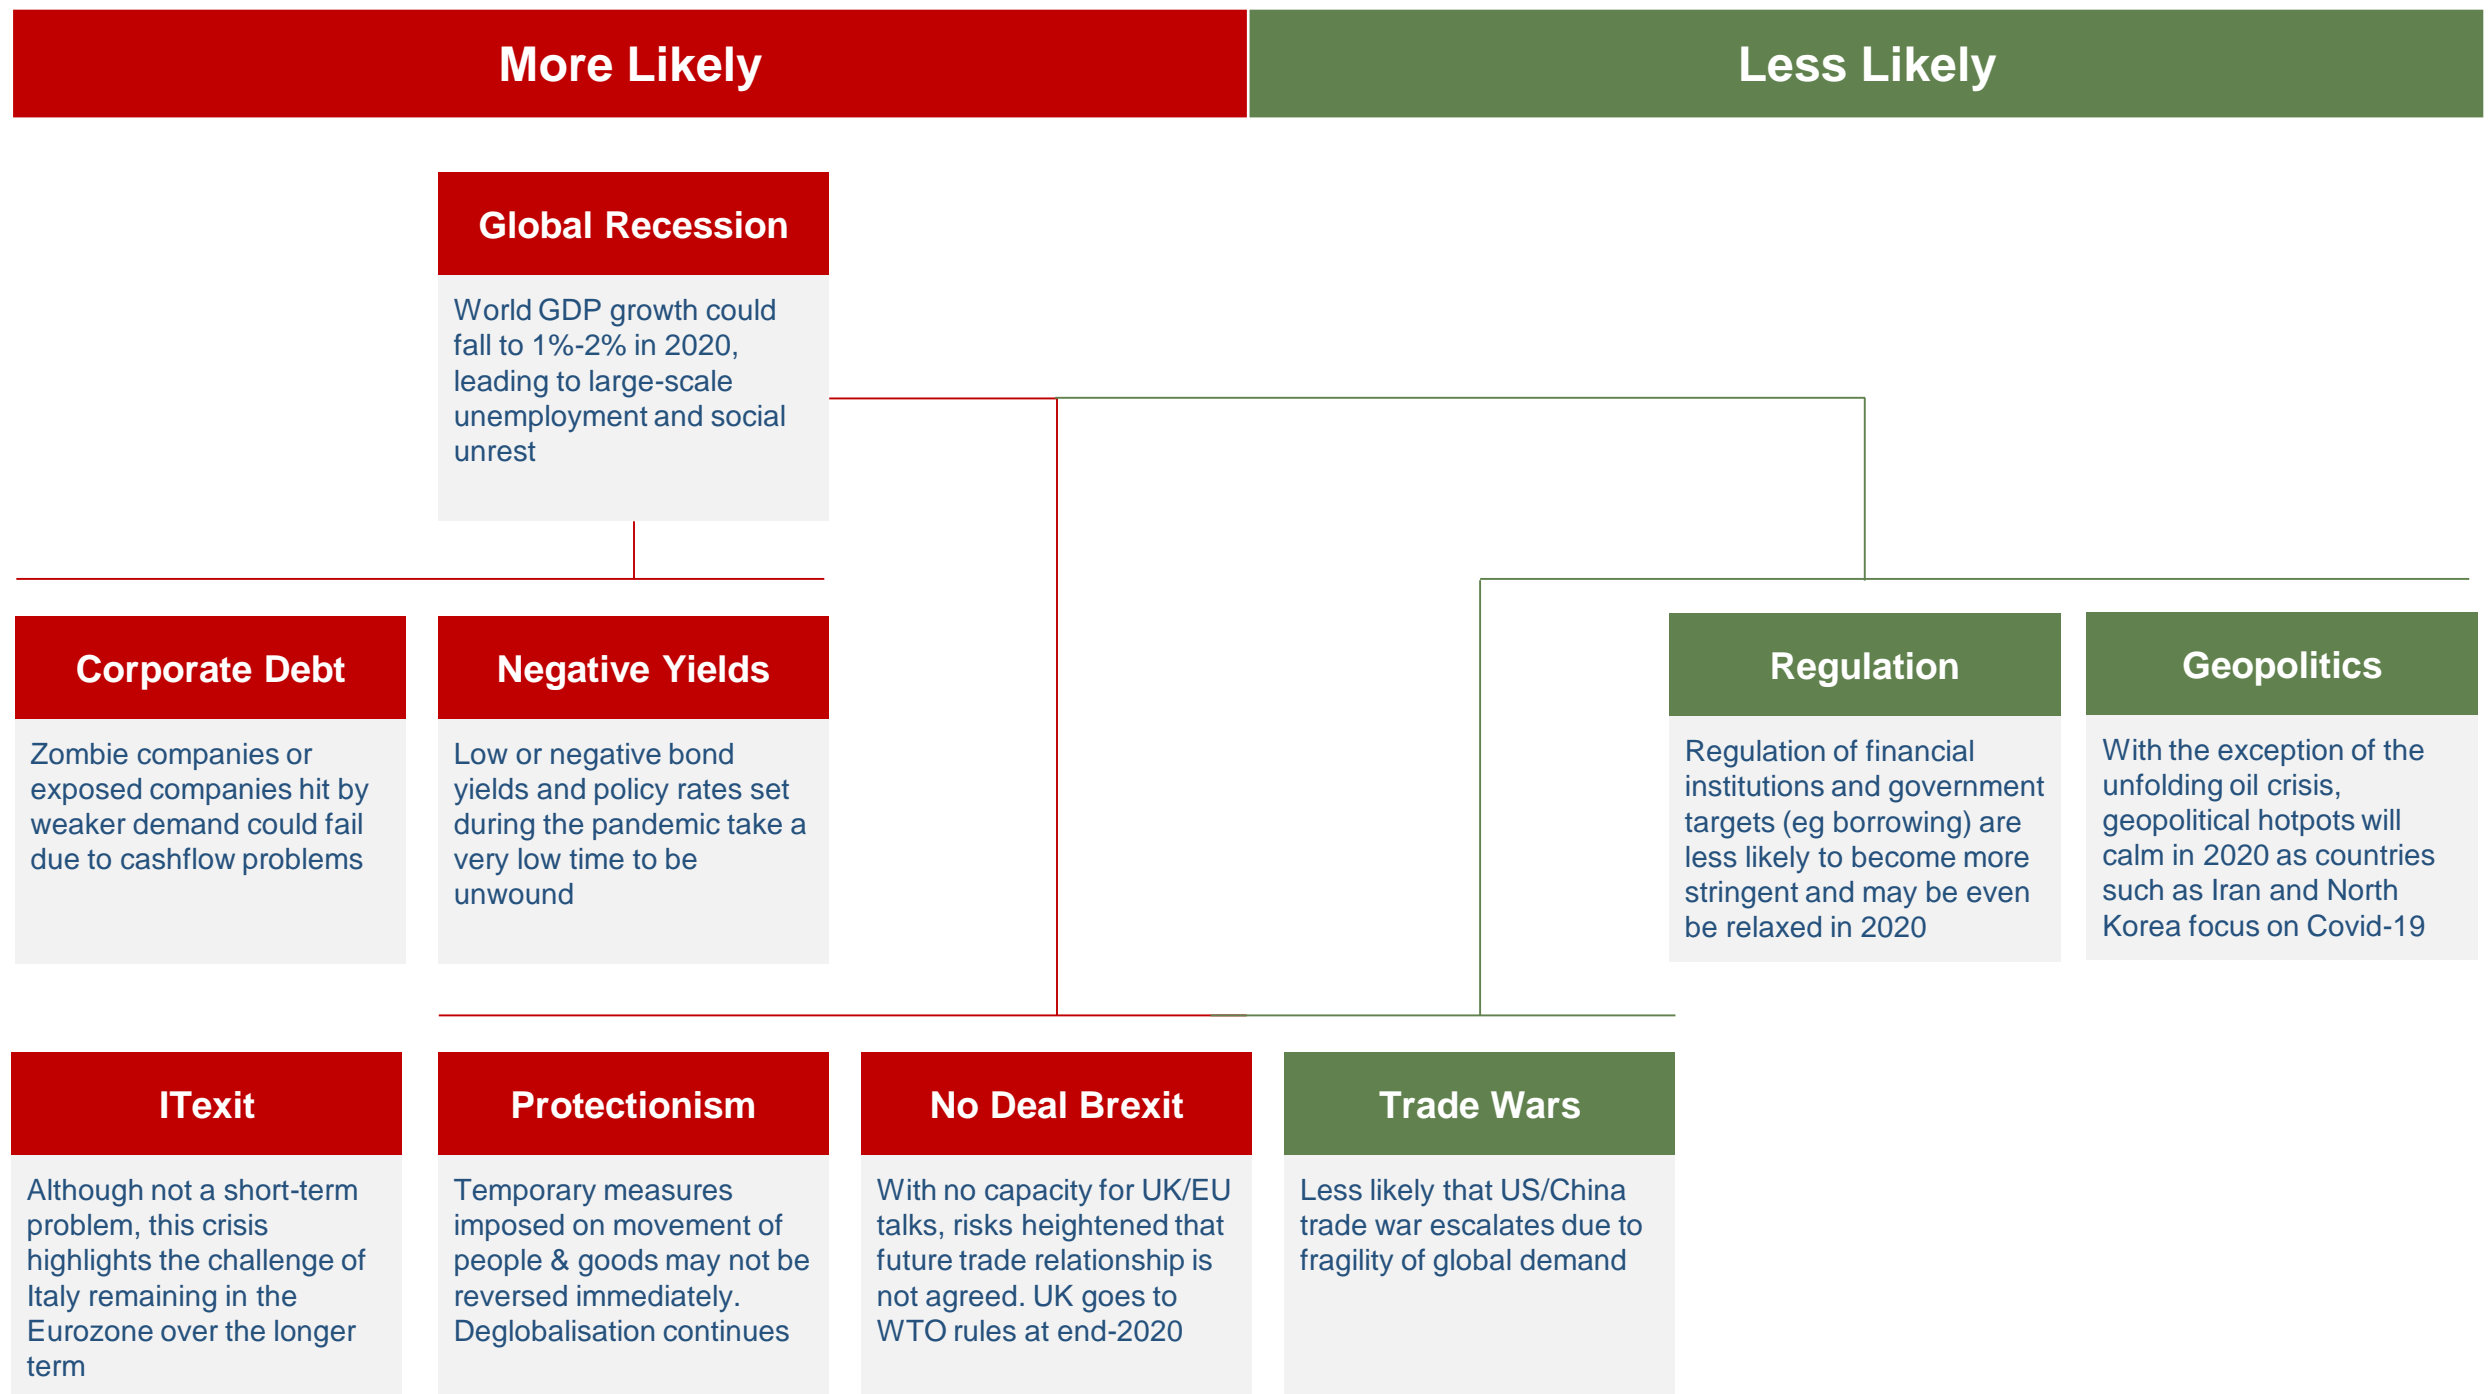 More Likely
Less Likely
Global Recession
World GDP growth could
fall to 1%-2% in 2020,
leading to large-scale
unemployment and social
unrest
Corporate Debt
Zombie companies or
exposed companies hit by
weaker demand could fail
due to cashflow problems
Negative Yields
Low or negative bond
yields and policy rates set
during the pandemic take a
very low time to be
unwound
Regulation
Regulation of financial
institutions and government
targets (eg borrowing) are
less likely to become more
stringent and may be even
be relaxed in 2020
Geopolitics
With the exception of the
unfolding oil crisis,
geopolitical hotpots will
calm in 2020 as countries
such as Iran and North
Korea focus on Covid-19
ITexit
Although not a short-term
problem, this crisis
highlights the challenge of
Italy remaining in the
Eurozone over the longer
term
Protectionism
Temporary measures
imposed on movement of
people & goods may not be
reversed immediately.
Deglobalisation continues
No Deal Brexit
With no capacity for UK/EU
talks, risks heightened that
future trade relationship is
not agreed. UK goes to
WTO rules at end-2020
Trade Wars
Less likely that US/China
trade war escalates due to
fragility of global demand